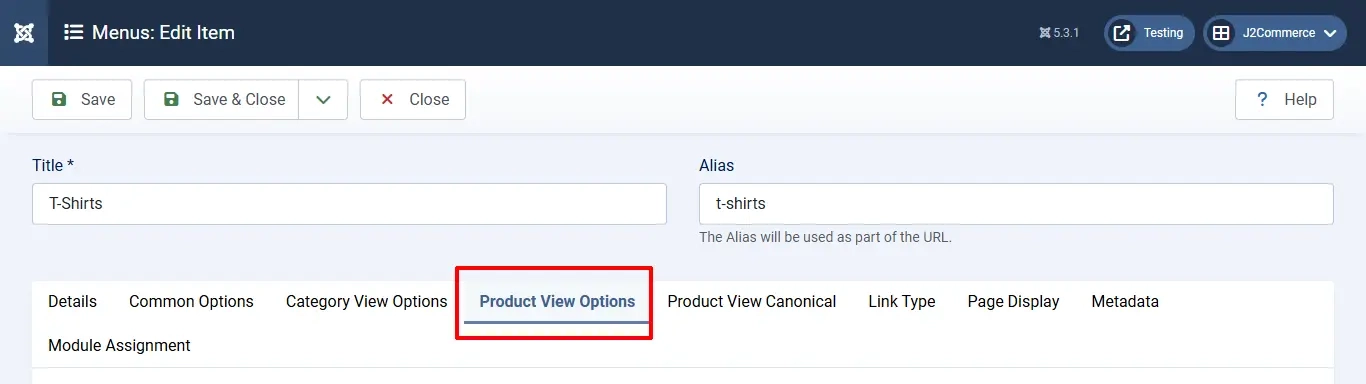 Menus: Edit Item
5.3.1
Testing
J2Commerce
Save
Save & Close
Close
? Help
Title *
Alias
T-Shirts
t-shirts
The Alias will be used as part of the URL.
Details Common Options Category View Options Product View Options Product View Canonical Link Type Page Display Metadata
Module Assignment